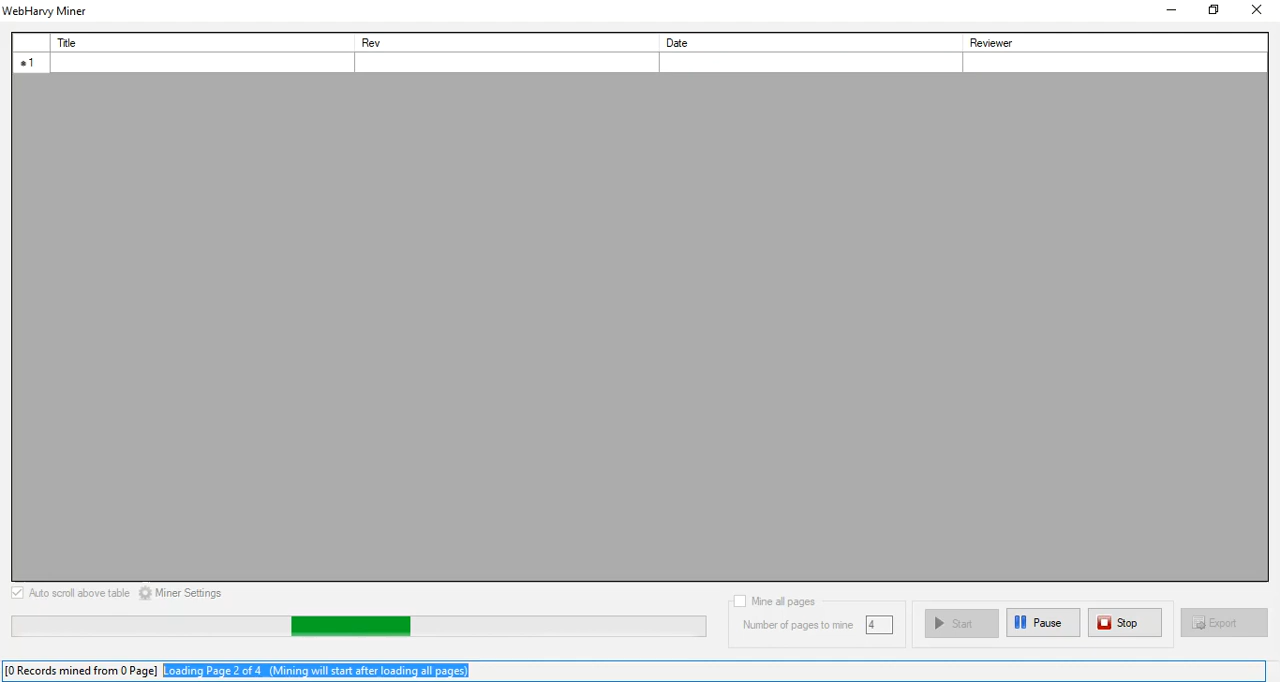 WebHarvy Miner
Title Rev Date Reviewer
* 1
Auto scroll above table Miner Settings
Mine all pages
Number of pages to mine 4
Start Pause Stop Export
[0 Records mined from 0 Page] Loading Page 2 of 4 (Mining will start after loading all pages)